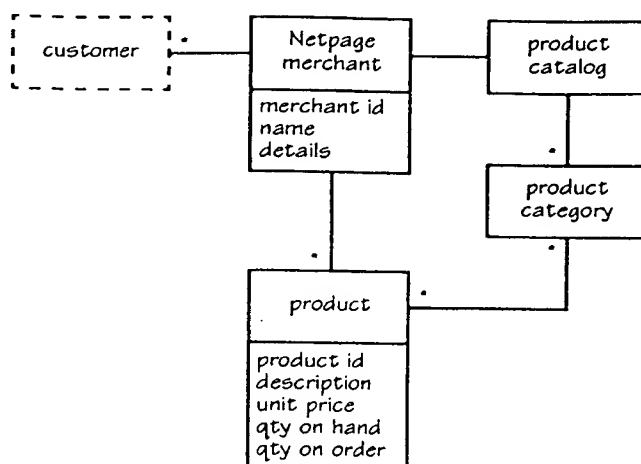 customer
Netpage
merchant
merchant id
name
details
product
catalog
product
category
product
product id
description
unit price
qty on hand
qty on order